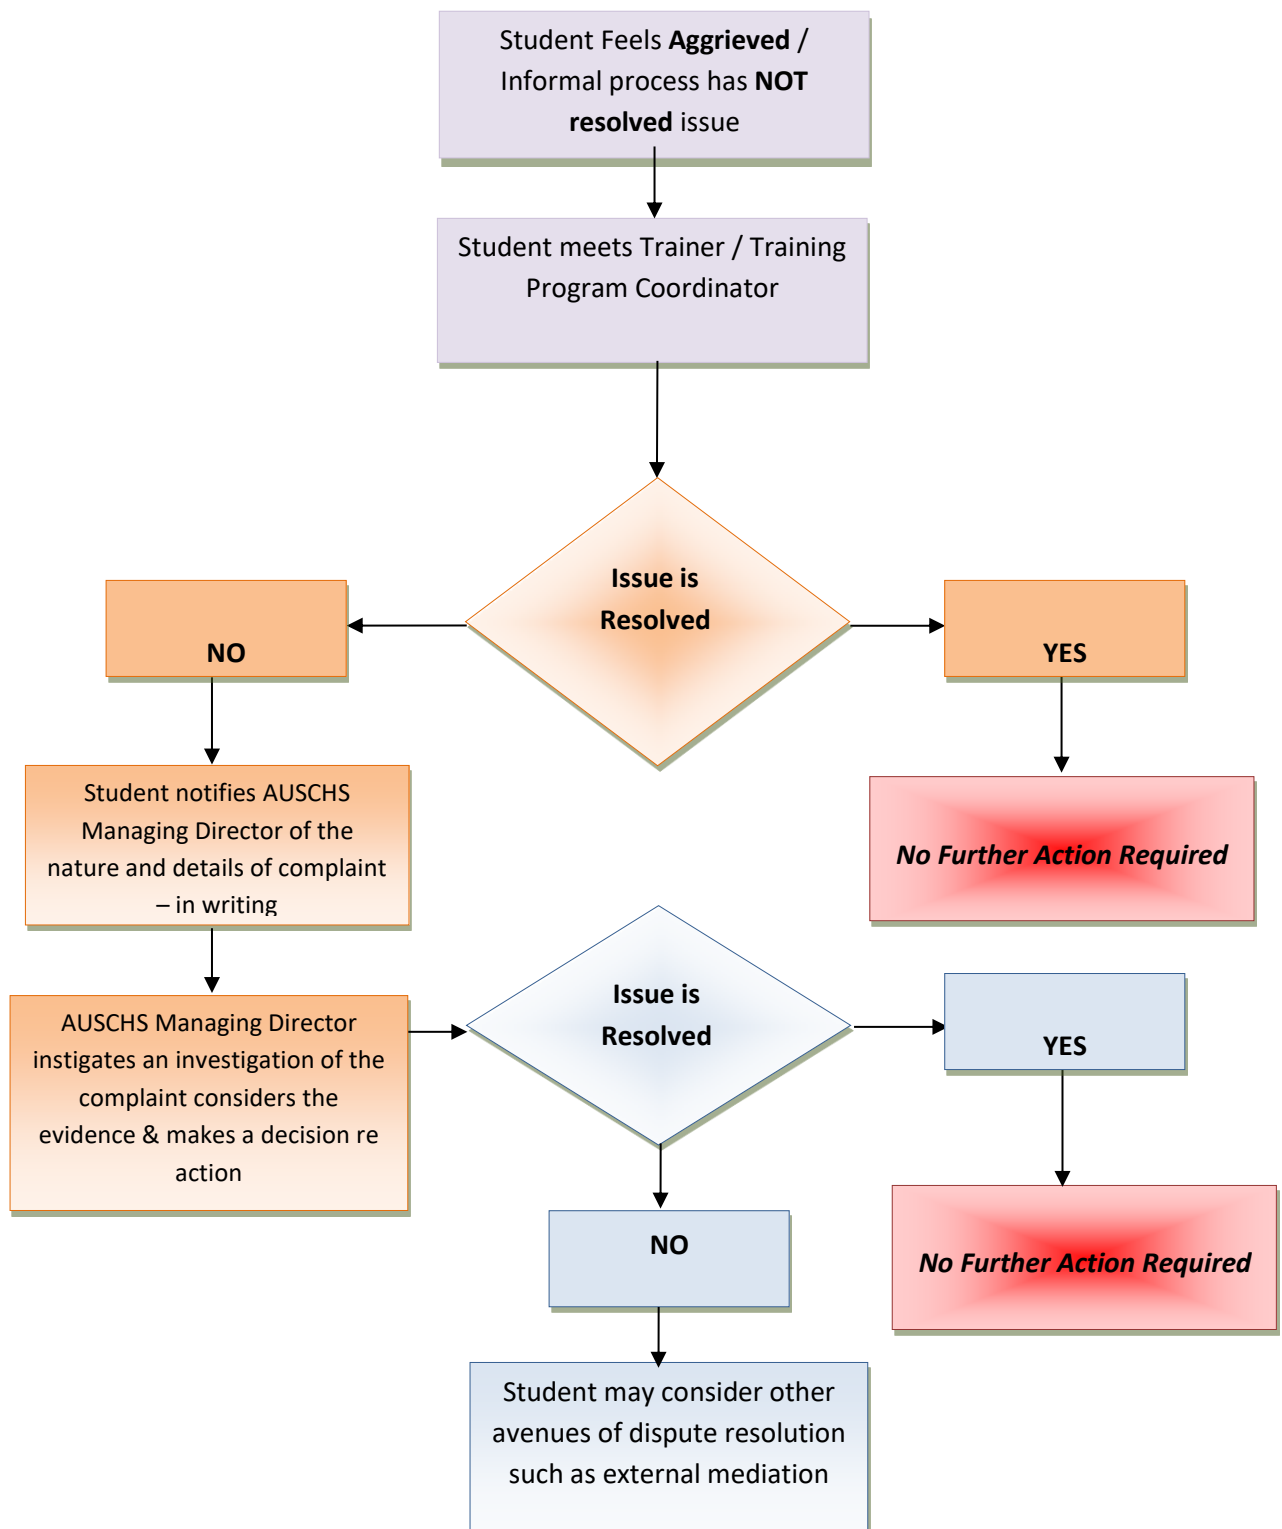 Student Feels Aggrieved /
Informal process has NOT
resolved issue
Student meets Trainer / Training
Program Coordinator
Issue is
Resolved
NO
YES
Student notifies AUSCHS
Managing Director of the
nature and details of complaint
– in writing
No Further Action Required
AUSCHS Managing Director
instigates an investigation of the
complaint considers the
evidence & makes a decision re
action
Issue is
Resolved
YES
NO
No Further Action Required
Student may consider other
avenues of dispute resolution
such as external mediation